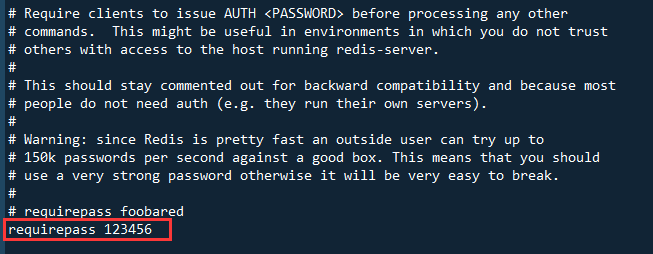 # Require clients to issue AUTH <PASSWORD> before processing any other
# commands.  This might be useful in environments in which you do not trust
# others with access to the host running redis-server.
#
# This should stay commented out for backward compatibility and because most
# people do not need auth (e.g. they run their own servers).
#
# Warning: since Redis is pretty fast an outside user can try up to
# 150k passwords per second against a good box. This means that you should
# use a very strong password otherwise it will be very easy to break.
#
# requirepass foobared
requirepass 123456